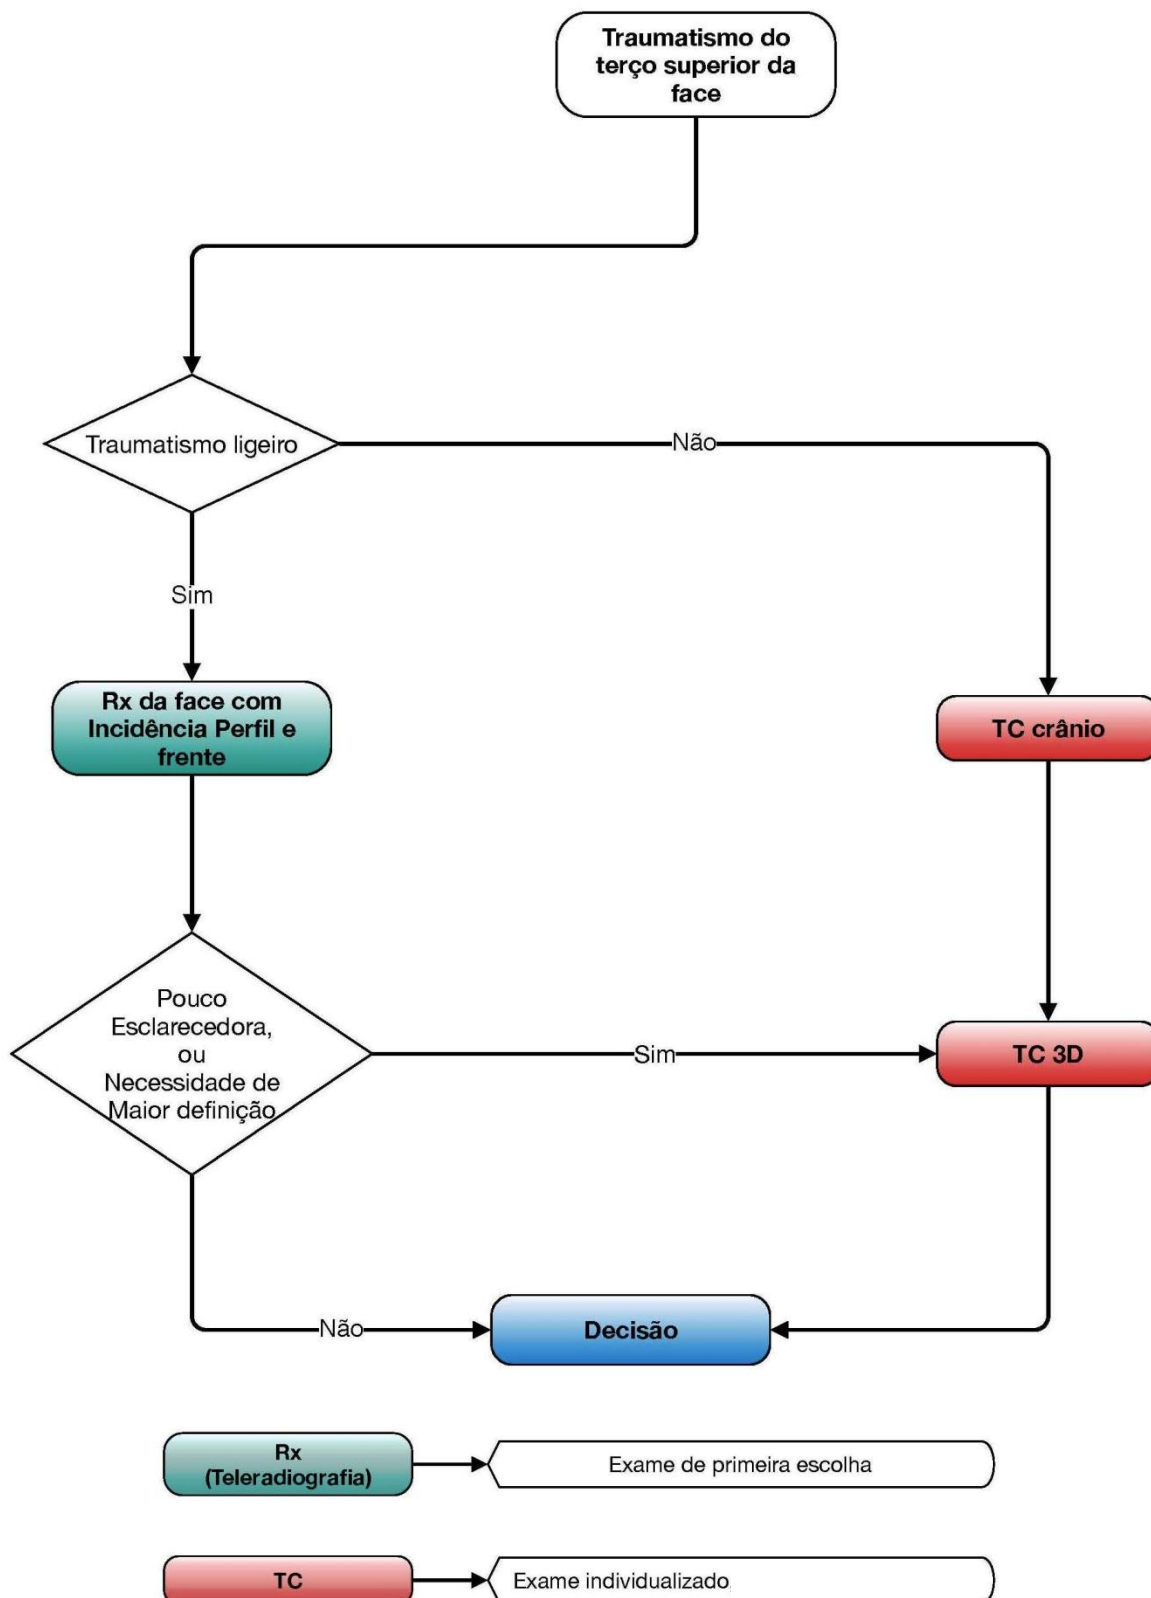 Traumatismo do
terço superior da
face
Traumatismo ligeiro
Não
Sim
Rx da face com
Incidência Perfil e
frente
TC crânio
Pouco
Esclarecedora,
ou
Necessidade de
Maior definição
Sim
TC 3D
Não
Decisão
Rx
(Teleradiografia)
Exame de primeira escolha
TC
Exame individualizado